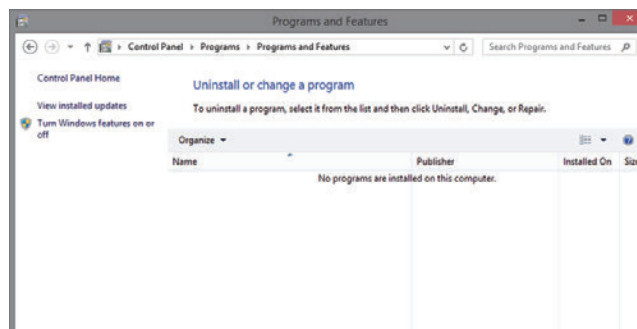 Programs and Features
Control Panel Programs Programs and Features Search Programs and Features
Control Panel Home
Uninstall or change a program
View installed updates
To uninstall a program, select it from the list and then click Uninstall, Change, or Repair.
Turn Windows features on or
off
Organize
Name Publisher Installed On Size
No programs are installed on this computer.